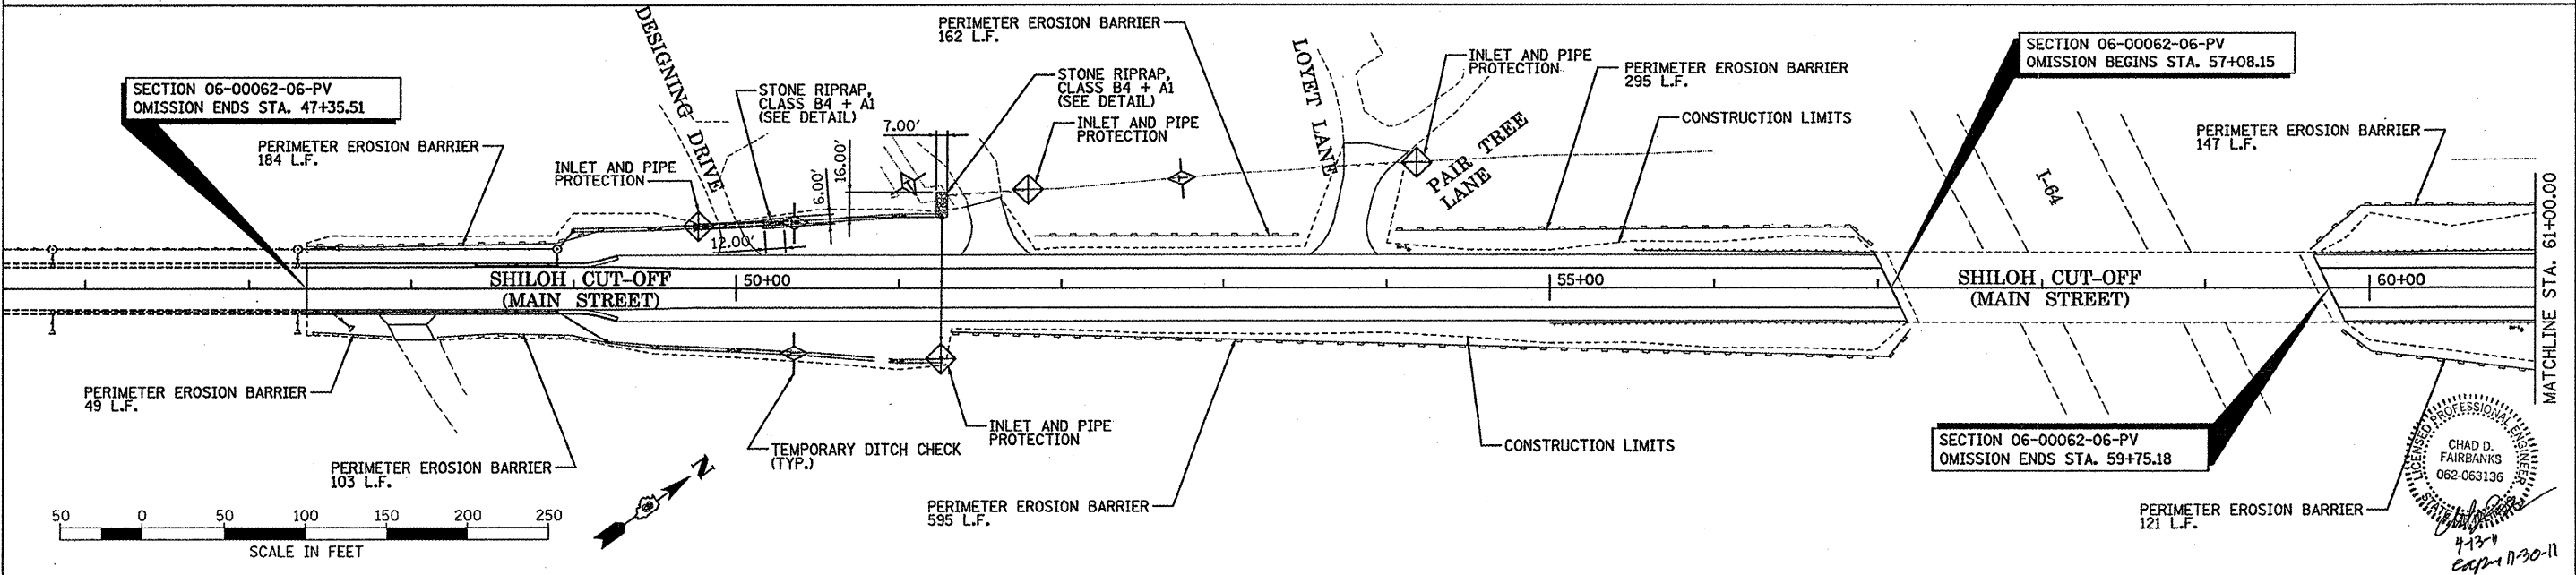 DESIGNING DRIVE
PERIMETER EROSION BARRIER
162 L.F.
LOYET LANE
INLET AND PIPE
PROTECTION
PERIMETER EROSION BARRIER
295 L.F.
SECTION 06-00062-06-PV
OMISSION BEGINS STA. 57+08.15
SECTION 06-00062-06-PV
OMISSION ENDS STA. 47+35.51
STONE RIPRAP,
CLASS B4 + A1
(SEE DETAIL)
STONE RIPRAP,
CLASS B4 + A1
(SEE DETAIL)
7.00'
INLET AND PIPE
PROTECTION
CONSTRUCTION LIMITS
PERIMETER EROSION BARRIER
147 L.F.
PERIMETER EROSION BARRIER
184 L.F.
INLET AND PIPE
PROTECTION
6.00'
16.00'
12.00'
PAIR TREE
LANE
I-64
SHILOH CUT-OFF
(MAIN STREET)
50+00
55+00
SHILOH CUT-OFF
(MAIN STREET)
60+00
MATCHLINE STA. 61+00.00
PERIMETER EROSION BARRIER
49 L.F.
PERIMETER EROSION BARRIER
103 L.F.
TEMPORARY DITCH CHECK
(TYP.)
INLET AND PIPE
PROTECTION
PERIMETER EROSION BARRIER
595 L.F.
CONSTRUCTION LIMITS
SECTION 06-00062-06-PV
OMISSION ENDS STA. 59+75.18
PERIMETER EROSION BARRIER
121 L.F.
N
50 0 50 100 150 200 250
SCALE IN FEET
LICENSED PROFESSIONAL ENGINEER
CHAD D.
FAIRBANKS
062-063136
STATE
4-13-11
11-30-11